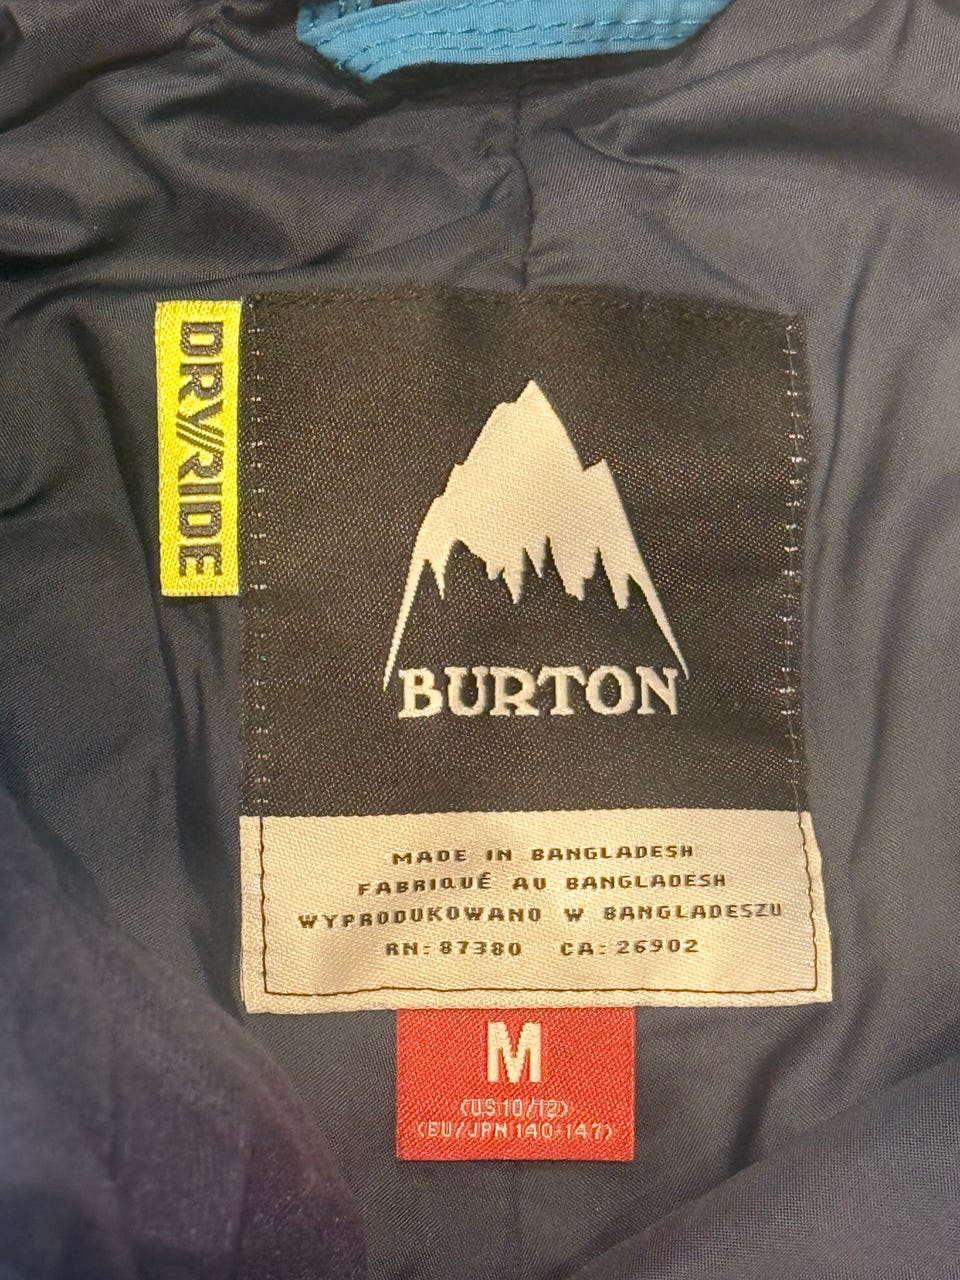 DRY//RIDE
BURTON
MADE IN BANGLADESH
FABRIQUÉ AU BANGLADESH
WYPRODUKOWANO W BANGLADESZU
RN: 87380 CA: 26902
M
(US 10/12)
(EU/JPN 140-147)